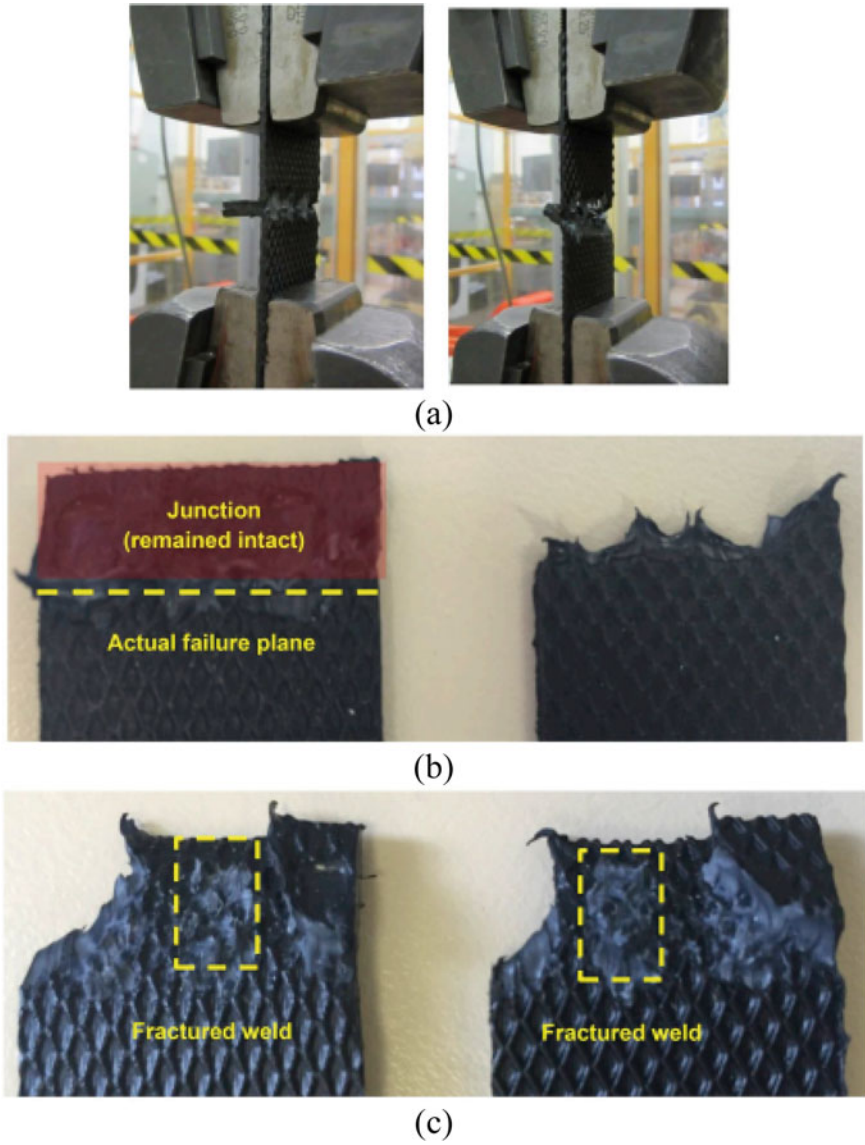 (a)
Junction
(remained intact)
Actual failure plane
(b)
Fractured weld
Fractured weld
(c)